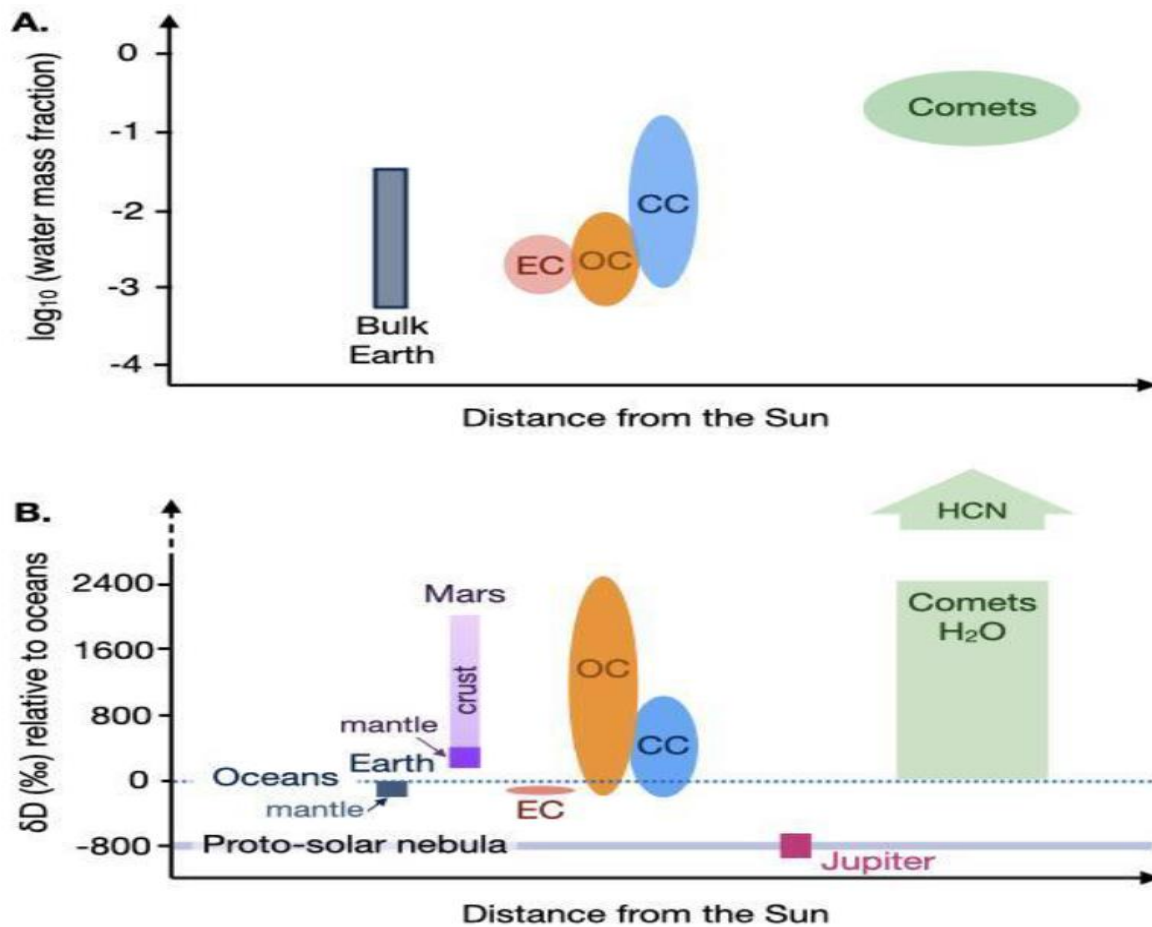 A.
log₁₀ (water mass fraction)
0
-1
-2
-3
-4
Comets
CC
EC
OC
Bulk
Earth
Distance from the Sun
B.
δD (‰) relative to oceans
2400
1600
800
0
-800
HCN
Comets
H₂O
Mars
crust
mantle
OC
CC
Earth
Oceans
mantle
EC
Proto-solar nebula
Jupiter
Distance from the Sun